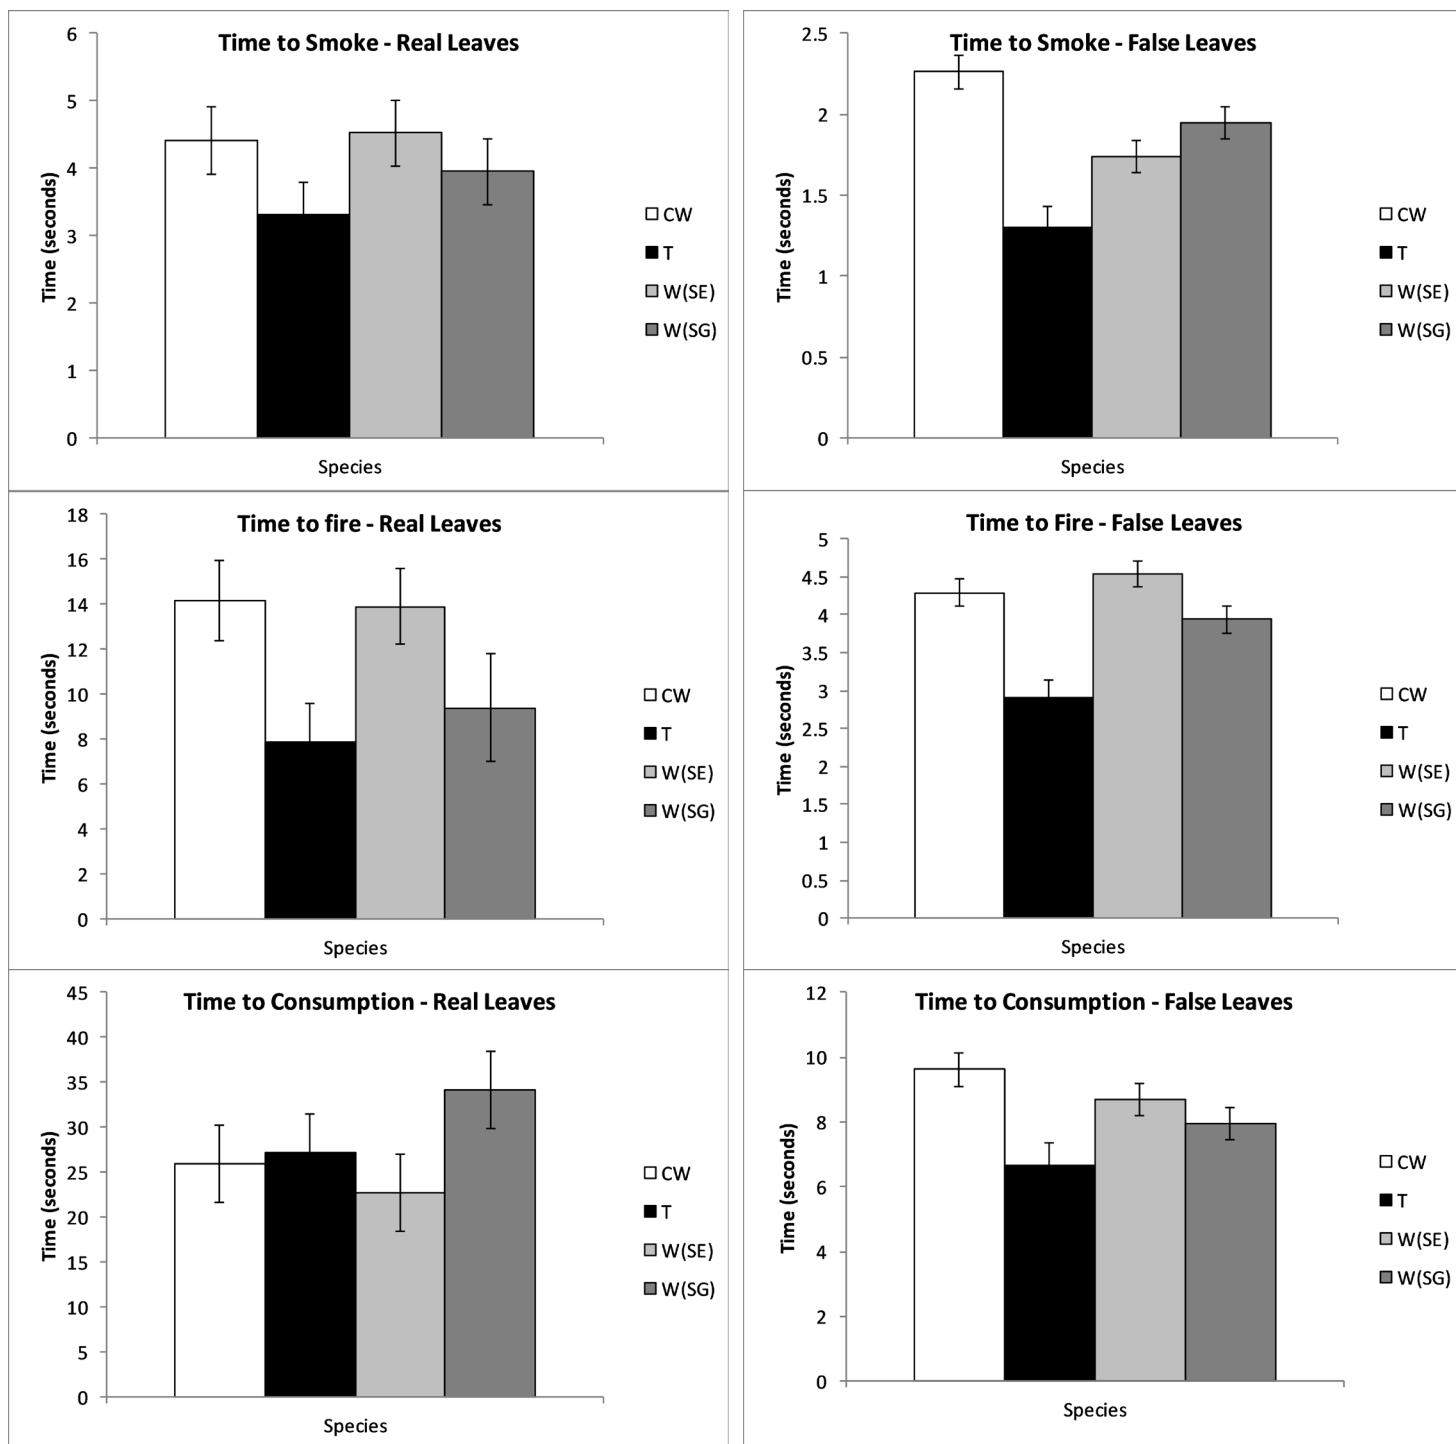 Time to Smoke - Real Leaves
6
5
4
3
2
1
0
Time (seconds)
Species
CW
T
W(SE)
W(SG)
Time to Smoke - False Leaves
2.5
2
1.5
1
0.5
0
Time (seconds)
Species
CW
T
W(SE)
W(SG)
Time to fire - Real Leaves
18
16
14
12
10
8
6
4
2
0
Time (seconds)
Species
CW
T
W(SE)
W(SG)
Time to Fire - False Leaves
5
4.5
4
3.5
3
2.5
2
1.5
1
0.5
0
Time (seconds)
Species
CW
T
W(SE)
W(SG)
Time to Consumption - Real Leaves
45
40
35
30
25
20
15
10
5
0
Time (seconds)
Species
CW
T
W(SE)
W(SG)
Time to Consumption - False Leaves
12
10
8
6
4
2
0
Time (seconds)
Species
CW
T
W(SE)
W(SG)